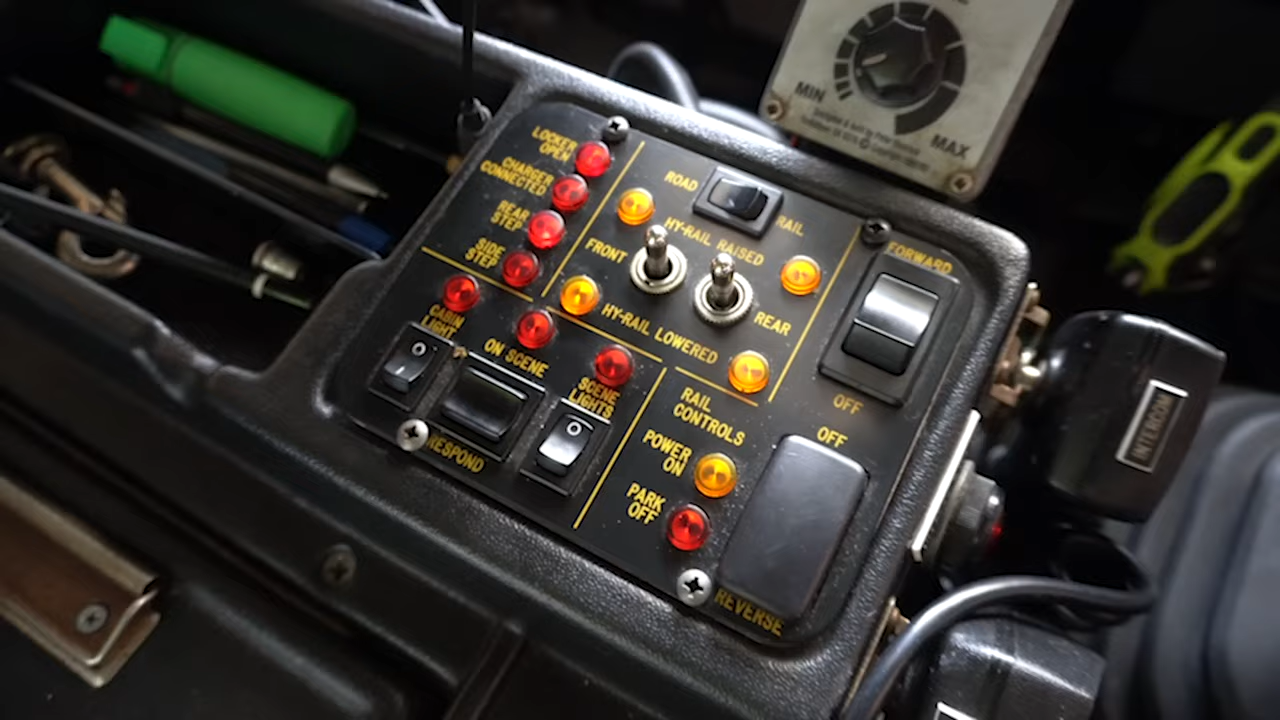 MIN
MAX
LOCKER
OPEN
CHARGER
CONNECTED
REAR
STEP
SIDE
STEP
CABIN
LIGHT
ON SCENE
RESPOND
SCENE
LIGHTS
ROAD
RAIL
HY-RAIL RAISED
FRONT
REAR
HY-RAIL LOWERED
RAIL
CONTROLS
POWER
ON
PARK
OFF
FORWARD
OFF
OFF
REVERSE
INTERCOM